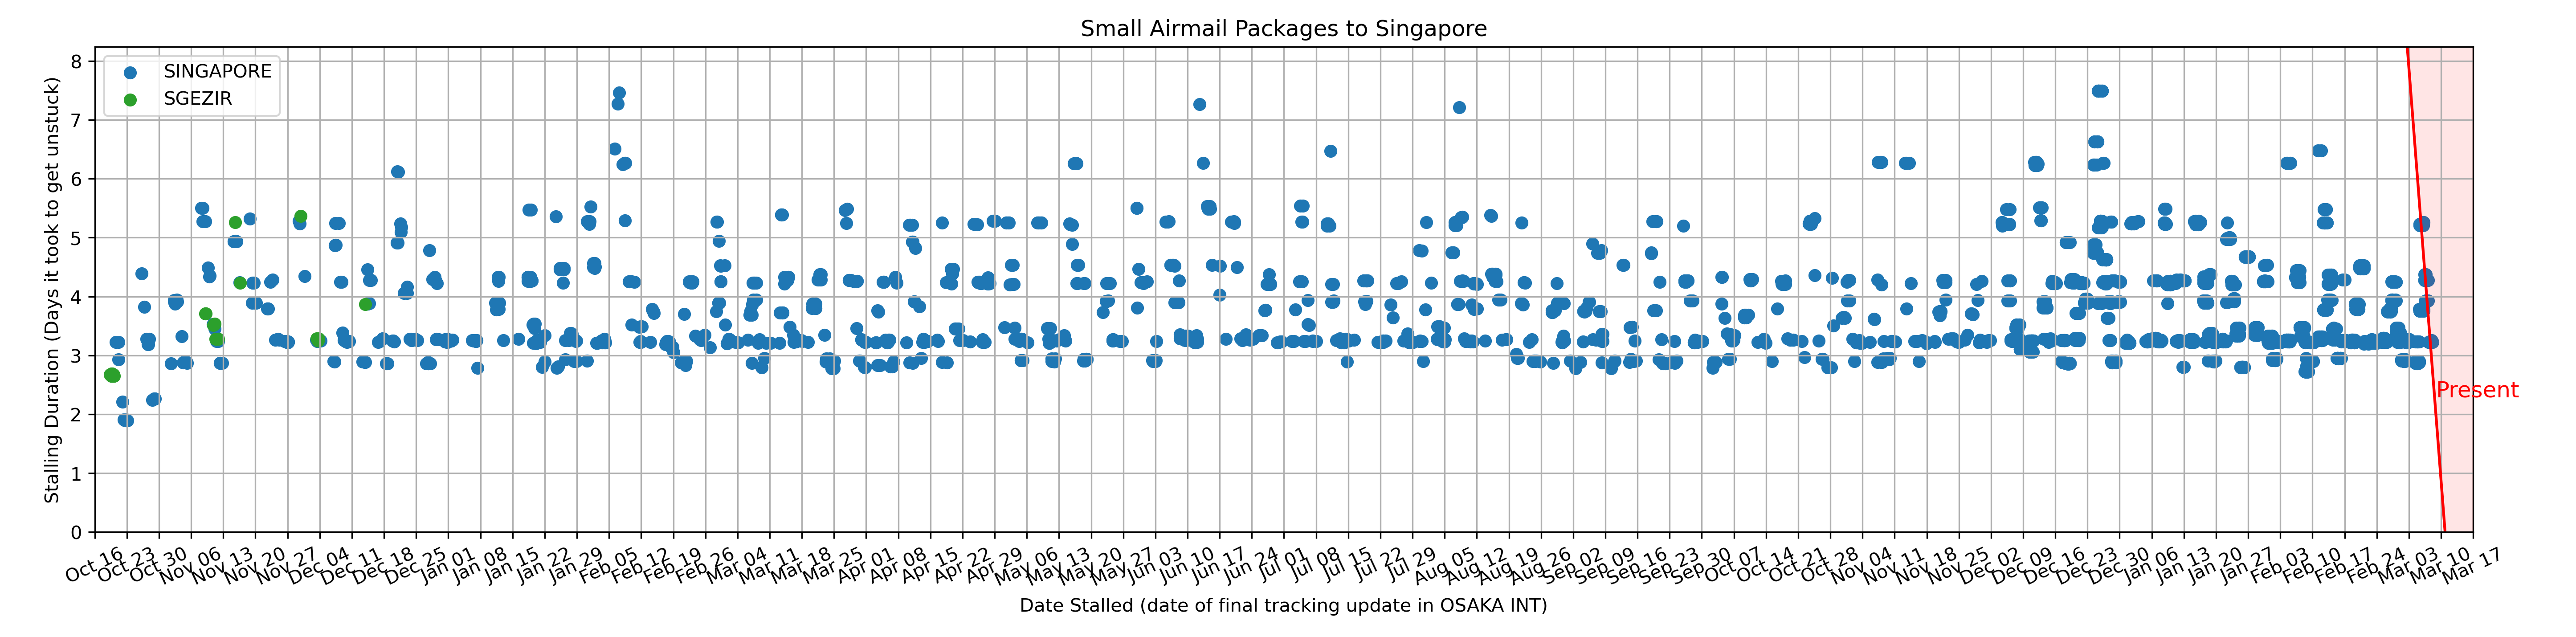 Small Airmail Packages to Singapore
Stalling Duration (Days it took to get unstuck)
8
7
6
5
4
3
2
1
0
SINGAPORE
SGEZIR
Present
Oct 16 Oct 23 Oct 30 Nov 06 Nov 13 Nov 20 Nov 27 Dec 04 Dec 11 Dec 18 Dec 25 Jan 01 Jan 08 Jan 15 Jan 22 Jan 29 Feb 05 Feb 12 Feb 19 Feb 26 Mar 04 Mar 11 Mar 18 Mar 25 Apr 01 Apr 08 Apr 15 Apr 22 Apr 29 May 06 May 13 May 20 May 27 Jun 03 Jun 10 Jun 17 Jun 24 Jul 01 Jul 08 Jul 15 Jul 22 Jul 29 Aug 05 Aug 12 Aug 19 Aug 26 Sep 02 Sep 09 Sep 16 Sep 23 Sep 30 Oct 07 Oct 14 Oct 21 Oct 28 Nov 04 Nov 11 Nov 18 Nov 25 Dec 02 Dec 09 Dec 16 Dec 23 Dec 30 Jan 06 Jan 13 Jan 20 Jan 27 Feb 03 Feb 10 Feb 17 Feb 24 Mar 03 Mar 10 Mar 17
Date Stalled (date of final tracking update in OSAKA INT)